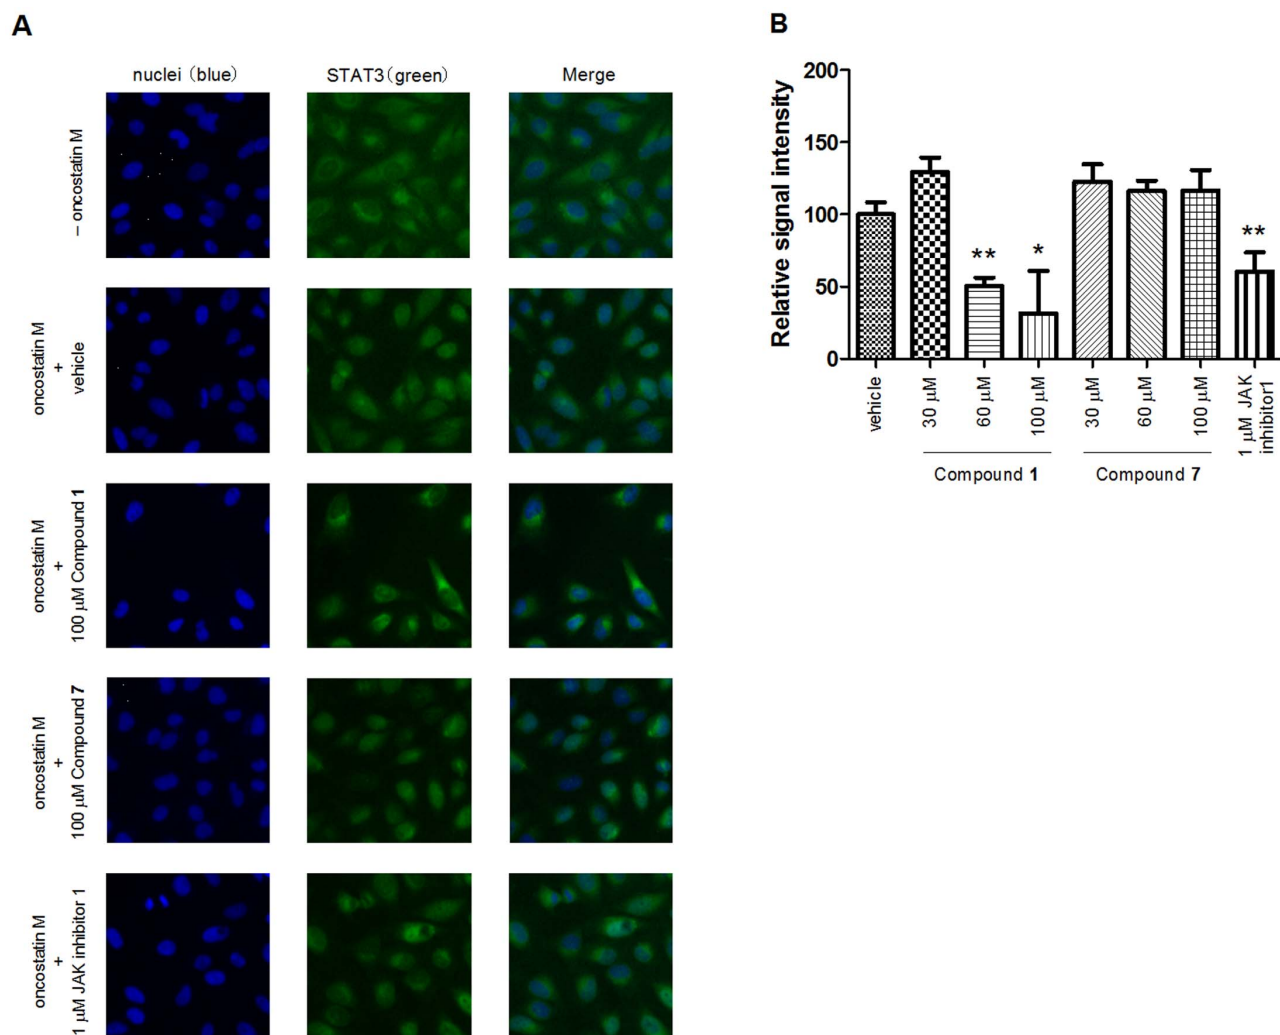 A
nuclei (blue)
STAT3(green)
Merge
– oncostatin M
oncostatin M
+
vehicle
oncostatin M
+
100 μM Compound 1
oncostatin M
+
100 μM Compound 7
oncostatin M
+
1 μM JAK inhibitor 1
B
Relative signal intensity
200
150
100
50
0
**
*
**
vehicle
30 μM
60 μM
100 μM
30 μM
60 μM
100 μM
1 μM JAK
inhibitor1
Compound 1
Compound 7